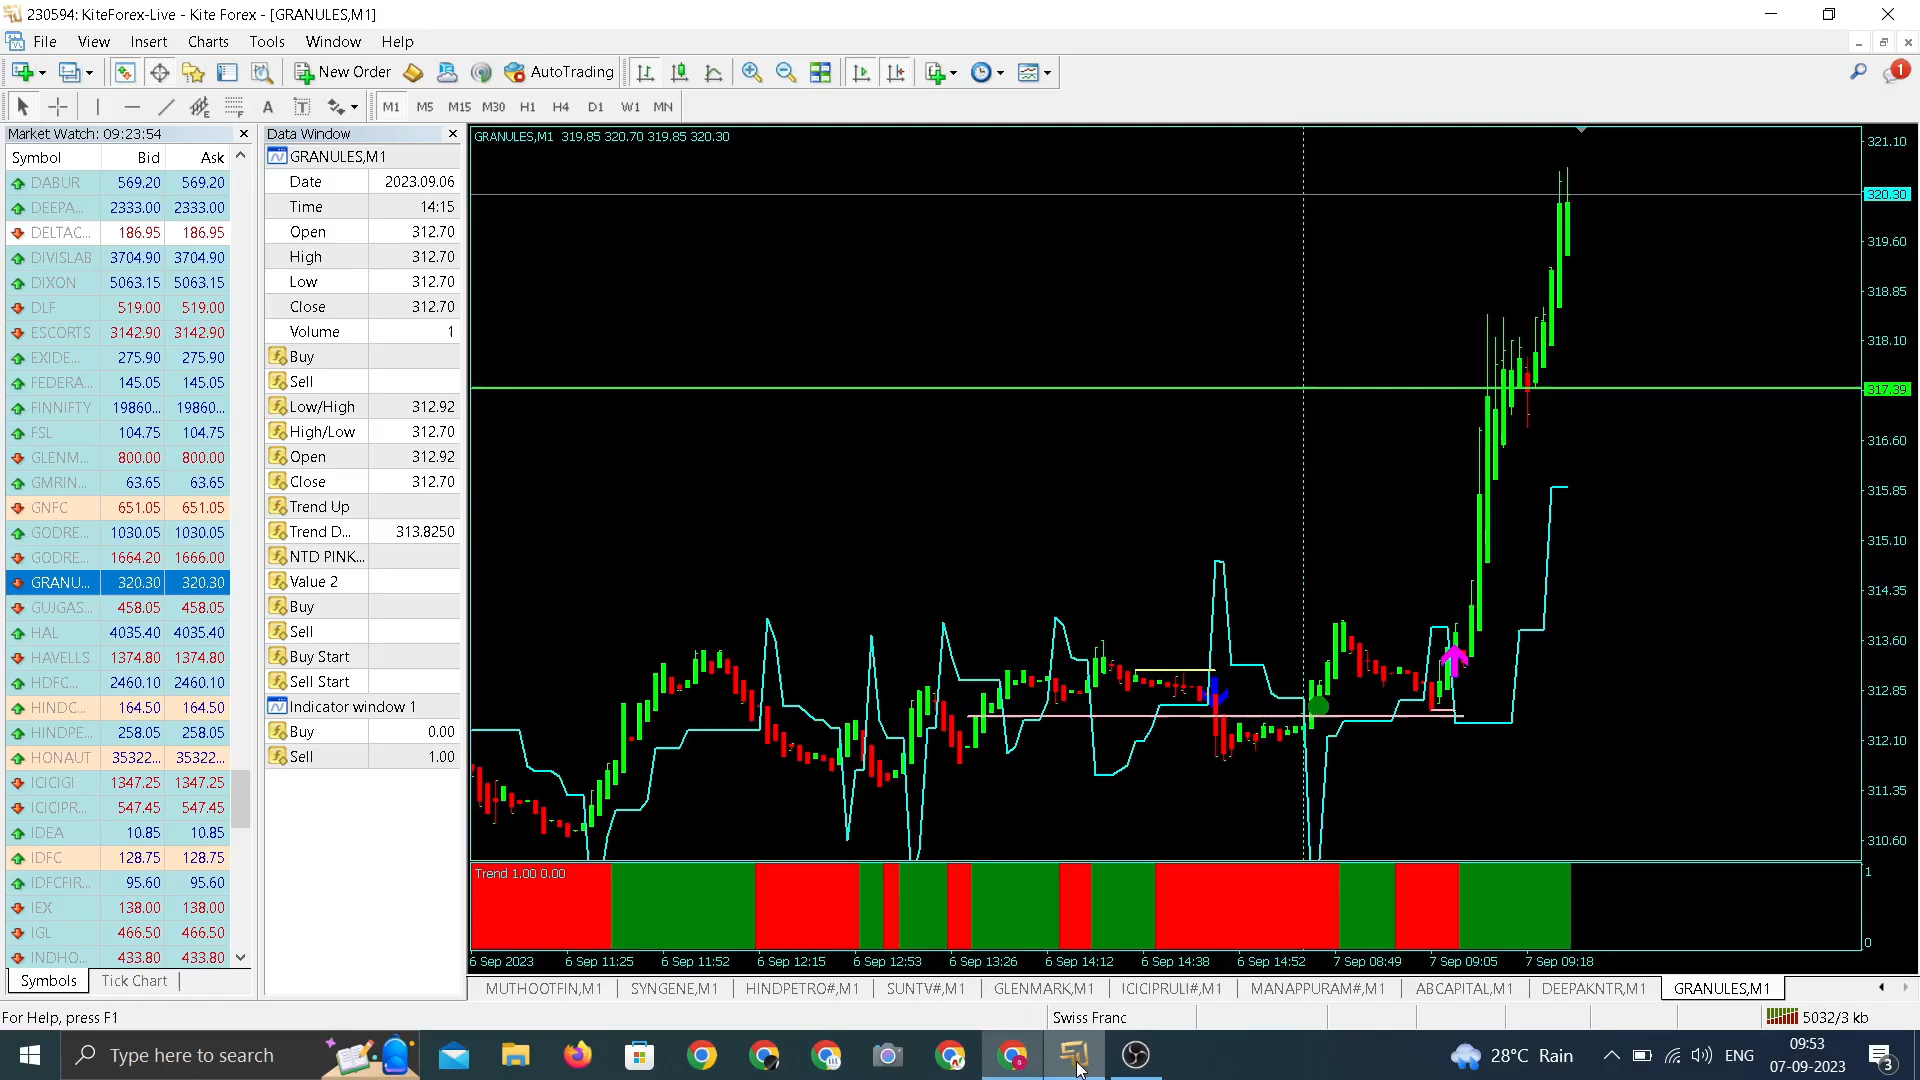 230594: KiteForex-Live - Kite Forex - [GRANULES,M1]
File View Insert Charts Tools Window Help
New Order AutoTrading 1
M1 M5 M15 M30 H1 H4 D1 W1 MN
Market Watch: 09:23:54
Symbol Bid Ask
DABUR 569.20 569.20
DEEPA... 2333.00 2333.00
DELTAC... 186.95 186.95
DIVISLAB 3704.90 3704.90
DIXON 5063.15 5063.15
DLF 519.00 519.00
ESCORTS 3142.90 3142.90
EXIDE... 275.90 275.90
FEDERA... 145.05 145.05
FINNIFTY 19860... 19860...
FSL 104.75 104.75
GLENM... 800.00 800.00
GMRIN... 63.65 63.65
GNFC 651.05 651.05
GODRE... 1030.05 1030.05
GODRE... 1664.20 1666.00
GRANU... 320.30 320.30
GUJGAS... 458.05 458.05
HAL 4035.40 4035.40
HAVELLS 1374.80 1374.80
HDFC... 2460.10 2460.10
HINDC... 164.50 164.50
HINDPE... 258.05 258.05
HONAUT 35322... 35322...
ICICIGI 1347.25 1347.25
ICICIPR... 547.45 547.45
IDEA 10.85 10.85
IDFC 128.75 128.75
IDFCFIR... 95.60 95.60
IEX 138.00 138.00
IGL 466.50 466.50
INDHO... 433.80 433.80
Symbols Tick Chart
Data Window
GRANULES,M1
Date 2023.09.06
Time 14:15
Open 312.70
High 312.70
Low 312.70
Close 312.70
Volume 1
Buy
Sell
Low/High 312.92
High/Low 312.70
Open 312.92
Close 312.70
Trend Up
Trend D... 313.8250
NTD PINK...
Value 2
Buy
Sell
Buy Start
Sell Start
Indicator window 1
Buy 0.00
Sell 1.00
GRANULES,M1 319.85 320.70 319.85 320.30
321.10
320.30
319.60
318.85
318.10
317.39
316.60
315.85
315.10
314.35
313.60
312.85
312.10
311.35
310.60
Trend 1.00 0.00
1
0
6 Sep 2023 6 Sep 11:25 6 Sep 11:52 6 Sep 12:15 6 Sep 12:53 6 Sep 13:26 6 Sep 14:12 6 Sep 14:38 6 Sep 14:52 7 Sep 08:49 7 Sep 09:05 7 Sep 09:18
MUTHOOTFIN,M1 SYNGENE,M1 HINDPETRO#,M1 SUNTV#,M1 GLENMARK,M1 ICICIPRULI#,M1 MANAPPURAM#,M1 ABCAPITAL,M1 DEEPAKNTR,M1 GRANULES,M1
For Help, press F1 Swiss Franc 5032/3 kb
Type here to search 28°C Rain ENG 09:53 3
07-09-2023